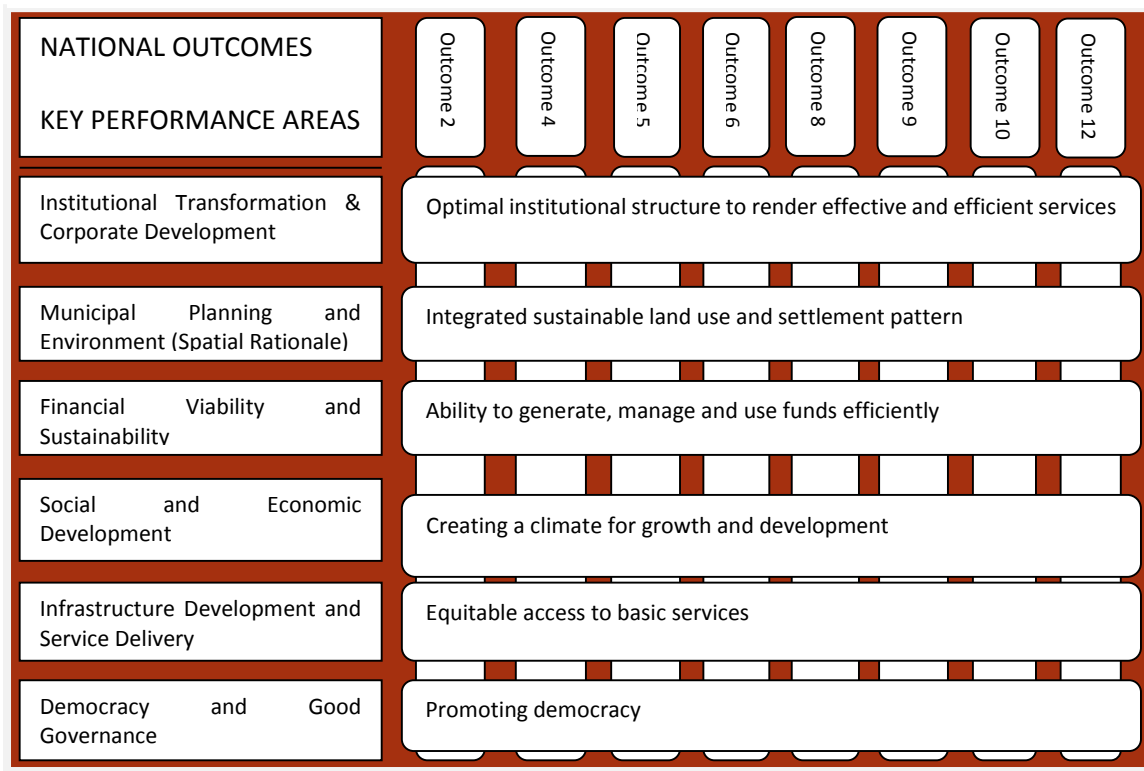 NATIONAL OUTCOMES
KEY PERFORMANCE AREAS
Outcome 2
Outcome 4
Outcome 5
Outcome 6
Outcome 8
Outcome 9
Outcome 10
Outcome 12
Institutional Transformation &
Corporate Development
Optimal institutional structure to render effective and efficient services
Municipal Planning and
Environment (Spatial Rationale)
Integrated sustainable land use and settlement pattern
Financial Viability and
Sustainability
Ability to generate, manage and use funds efficiently
Social and Economic
Development
Creating a climate for growth and development
Infrastructure Development and
Service Delivery
Equitable access to basic services
Democracy and Good
Governance
Promoting democracy